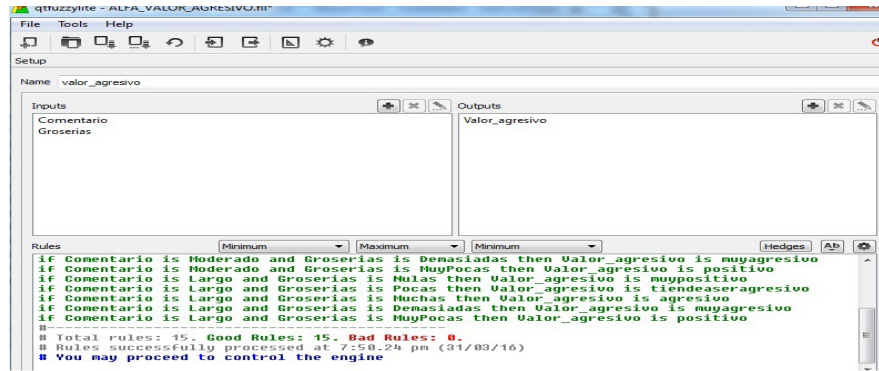 qtfuzzylite - ALFA_VALOR_AGRESIVO.fll*
File Tools Help
Setup
Name valor_agresivo
Inputs
Outputs
Comentario
Groserias
Valor_agresivo
Rules Minimum Maximum Minimum Hedges Ab
if Comentario is Moderado and Groserias is Demasiadas then Valor_agresivo is muyagresivo
if Comentario is Moderado and Groserias is MuyPocas then Valor_agresivo is positivo
if Comentario is Largo and Groserias is Nulas then Valor_agresivo is muypositivo
if Comentario is Largo and Groserias is Pocas then Valor_agresivo is tiendeaseragresivo
if Comentario is Largo and Groserias is Muchas then Valor_agresivo is agresivo
if Comentario is Largo and Groserias is Demasiadas then Valor_agresivo is muyagresivo
if Comentario is Largo and Groserias is MuyPocas then Valor_agresivo is positivo
#----------------------------------------
# Total rules: 15. Good Rules: 15. Bad Rules: 0.
# Rules successfully processed at 7:50.24 pm (31/03/16)
# You may proceed to control the engine